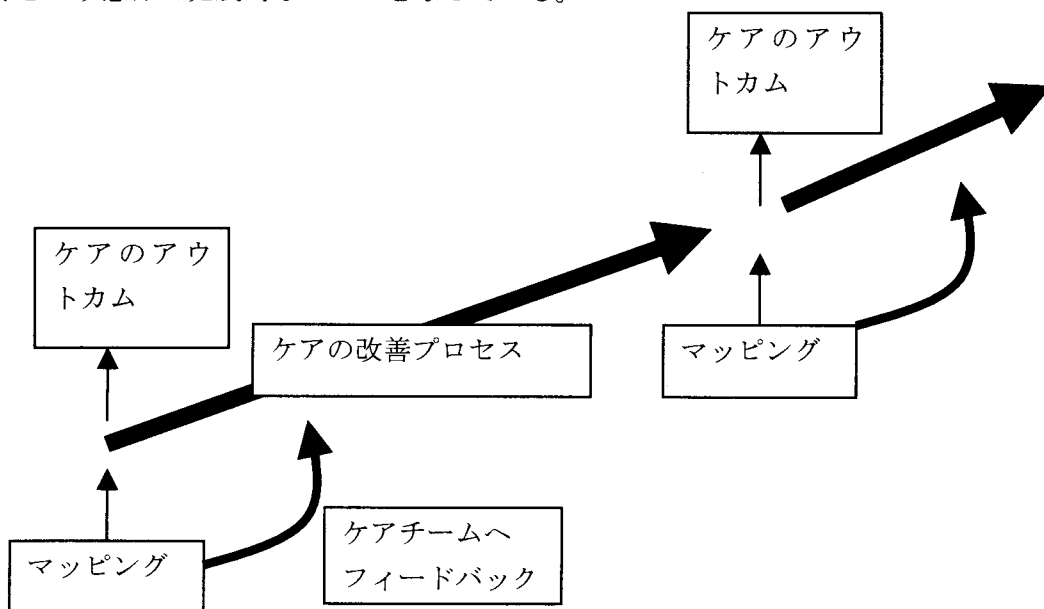 ケアのアウ
トカム
ケアのアウ
トカム
ケアの改善プロセス
マッピング
ケアチームへ
フィードバック
マッピング